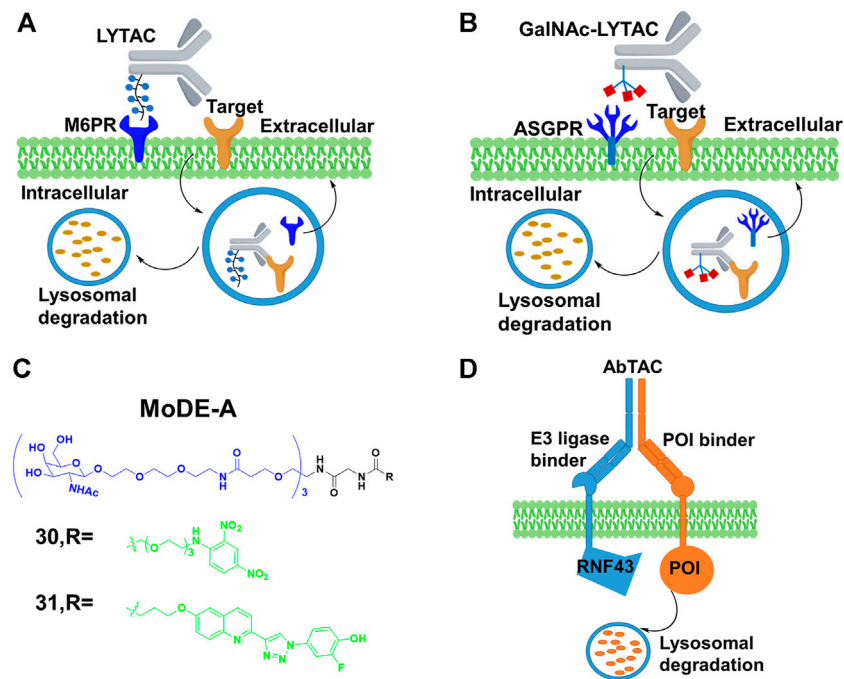 A
LYTAC
M6PR
Target
Extracellular
Intracellular
Lysosomal
degradation
B
GalNAc-LYTAC
ASGPR
Target
Extracellular
Intracellular
Lysosomal
degradation
C
MoDE-A
OH
OH
HO
HO
NHAc
O
O
O
O
O
N
H
O
O
3
H
N
O
N
H
O
R
30,R=
O
3
H
N
NO2
NO2
31,R=
O
N
N
N
N
OH
F
D
AbTAC
E3 ligase
binder
POI binder
RNF43
POI
Lysosomal
degradation